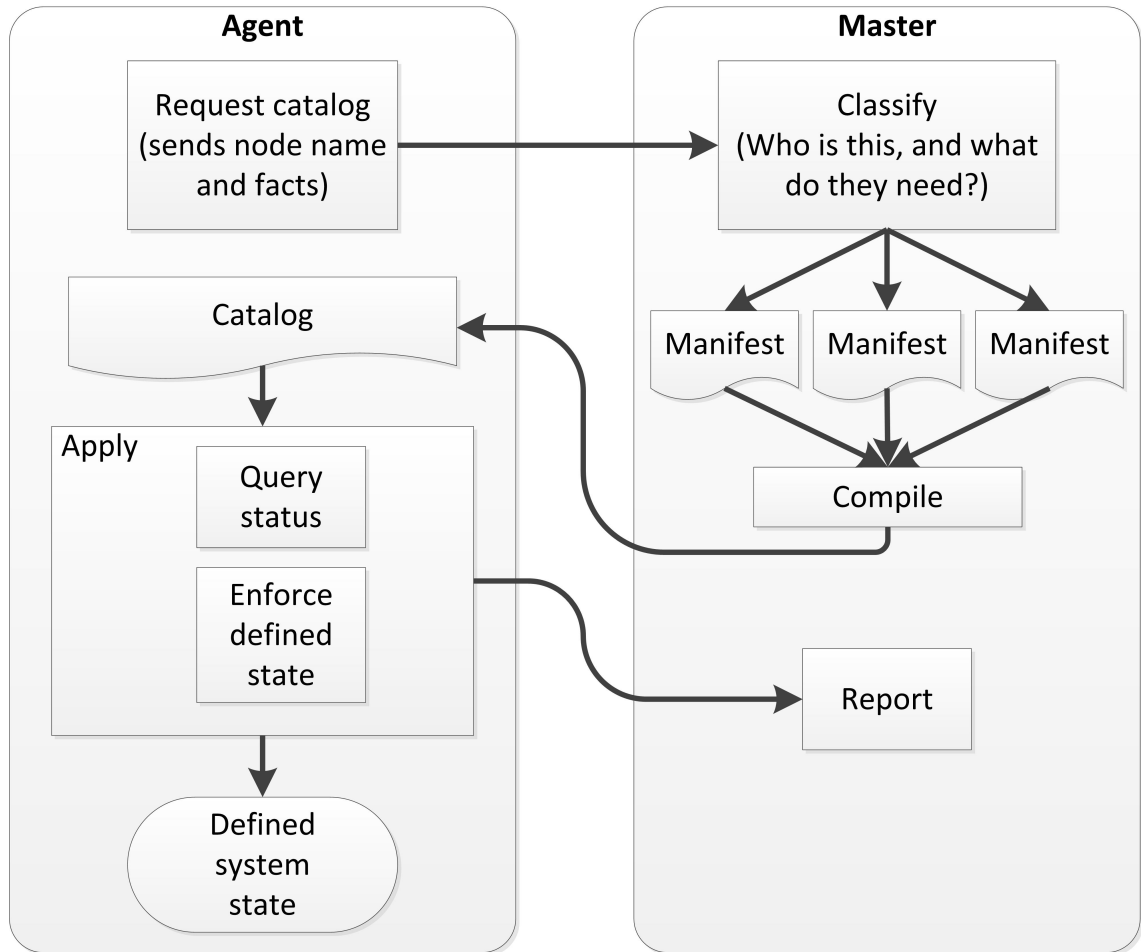 Agent
Request catalog
(sends node name
and facts)
Catalog
Apply
Query
status
Enforce
defined
state
Defined
system
state
Master
Classify
(Who is this, and what
do they need?)
Manifest
Manifest
Manifest
Compile
Report